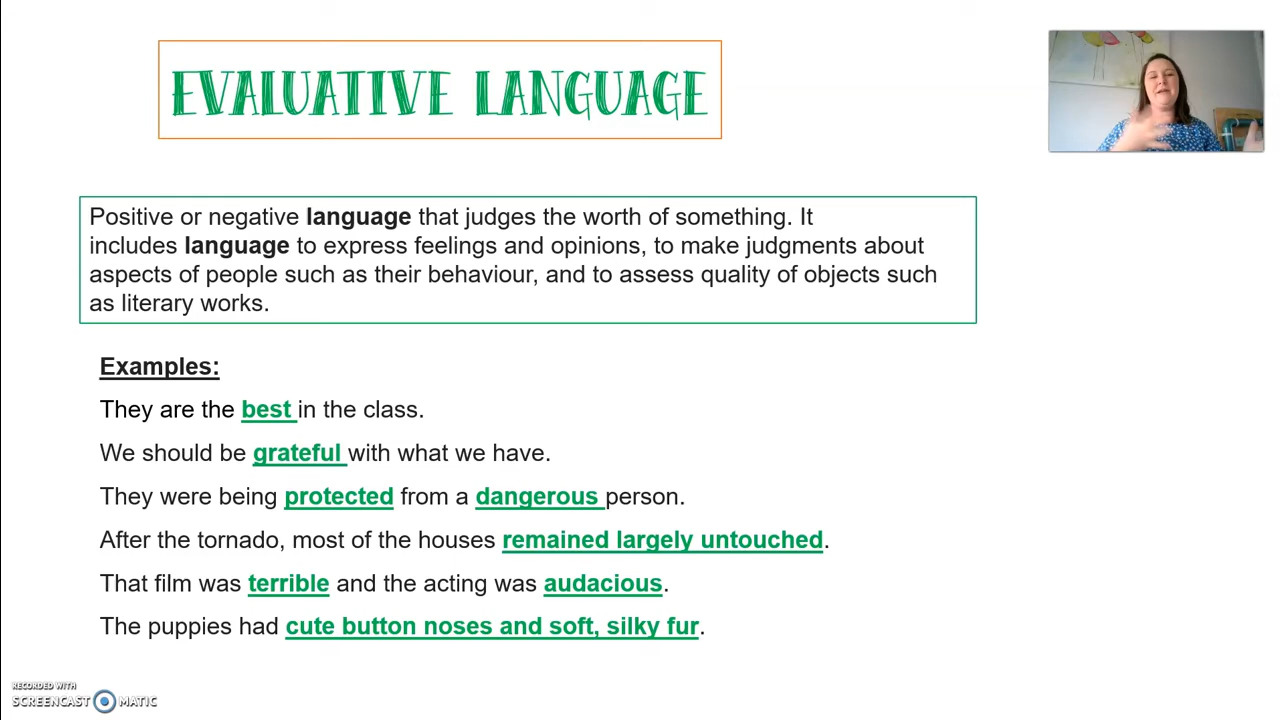 EVALUATIVE LANGUAGE
Positive or negative language that judges the worth of something. It
includes language to express feelings and opinions, to make judgments about
aspects of people such as their behaviour, and to assess quality of objects such
as literary works.
Examples:
They are the best in the class.
We should be grateful with what we have.
They were being protected from a dangerous person.
After the tornado, most of the houses remained largely untouched.
That film was terrible and the acting was audacious.
The puppies had cute button noses and soft, silky fur.
RECORDED WITH
SCREENCAST MATIC